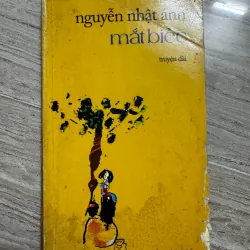 nguyễn nhật ánh
mắt biếc
truyện dài